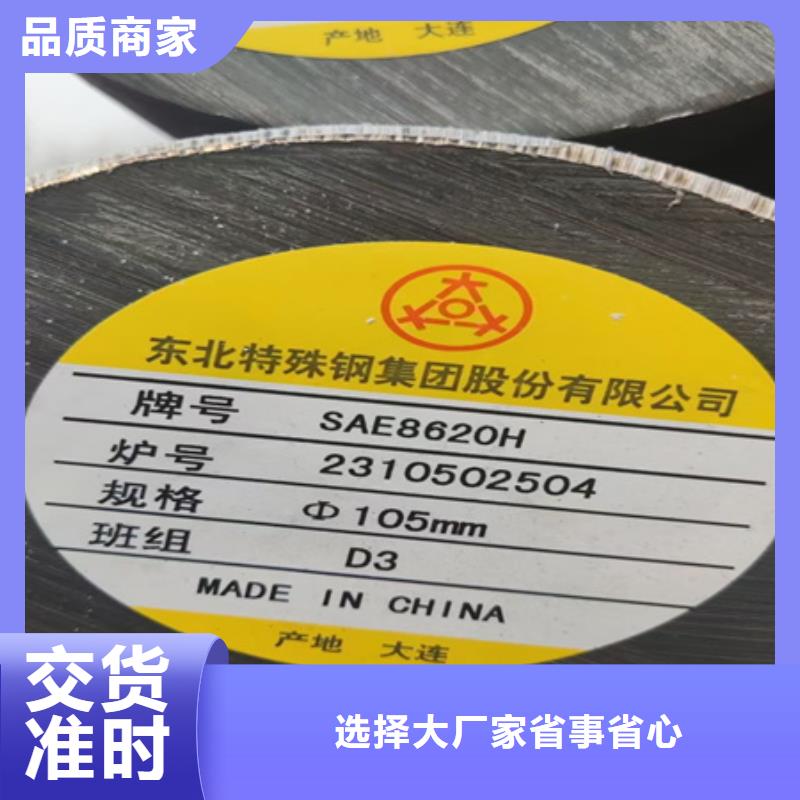 品质商家
产地 大连
东北特殊钢集团股份有限公司
牌号 SAE8620H
炉号 2310502504
规格 Φ105mm
班组 D3
MADE IN CHINA
产地 大连
交货
准时
选择大厂家省事省心